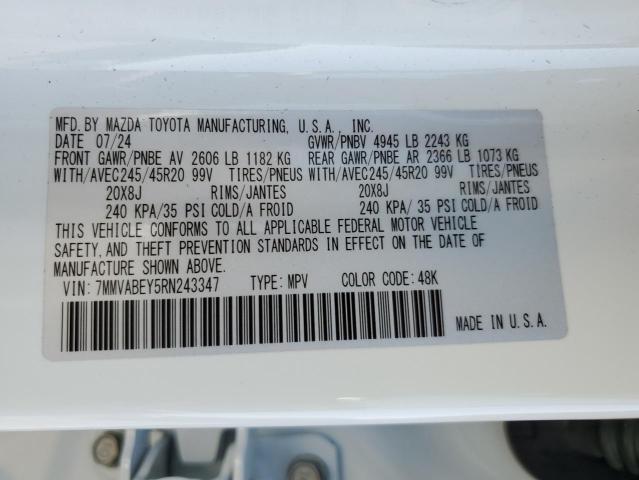 MFD. BY MAZDA TOYOTA MANUFACTURING, U.S.A. INC.
DATE 07/24 GVWR/PNBV 4945 LB 2243 KG
FRONT GAWR/PNBE AV 2606 LB 1182 KG REAR GAWR/PNBE AR 2366 LB 1073 KG
WITH/AVEC245/45R20 99V TIRES/PNEUS WITH/AVEC245/45R20 99V TIRES/PNEUS
20X8J RIMS/JANTES 20X8J RIMS/JANTES
240 KPA/35 PSI COLD/A FROID 240 KPA/ 35 PSI COLD/A FROID
THIS VEHICLE CONFORMS TO ALL APPLICABLE FEDERAL MOTOR VEHICLE
SAFETY, AND THEFT PREVENTION STANDARDS IN EFFECT ON THE DATE OF
MANUFACTURE SHOWN ABOVE.
VIN: 7MMVABEY5RN243347 TYPE: MPV COLOR CODE: 48K
MADE IN U.S.A.